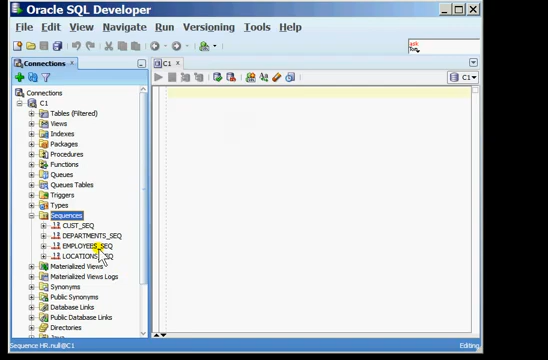 Oracle SQL Developer
File Edit View Navigate Run Versioning Tools Help
Connections
C1
C1
Connections
C1
Tables (Filtered)
Views
Indexes
Packages
Procedures
Functions
Queues
Queues Tables
Triggers
Types
Sequences
CUST_SEQ
DEPARTMENTS_SEQ
EMPLOYEES_SEQ
Materialized Views
Materialized Views Logs
Synonyms
Public Synonyms
Database Links
Public Database Links
Directories
Sequence HR.null@C1
Editing